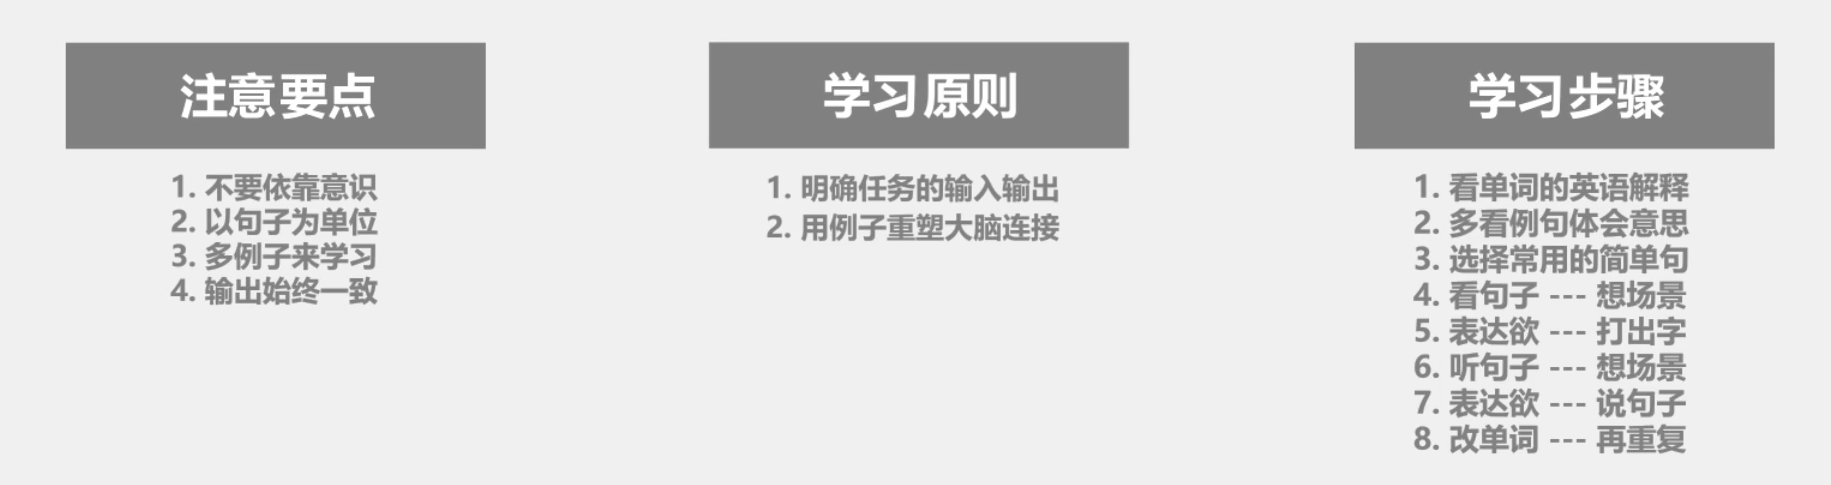 注意要点
1. 不要依靠意识
2. 以句子为单位
3. 多例子来学习
4. 输出始终一致
学习原则
1. 明确任务的输入输出
2. 用例子重塑大脑连接
学习步骤
1. 看单词的英语解释
2. 多看例句体会意思
3. 选择常用的简单句
4. 看句子 --- 想场景
5. 表达欲 --- 打出字
6. 听句子 --- 想场景
7. 表达欲 --- 说句子
8. 改单词 --- 再重复